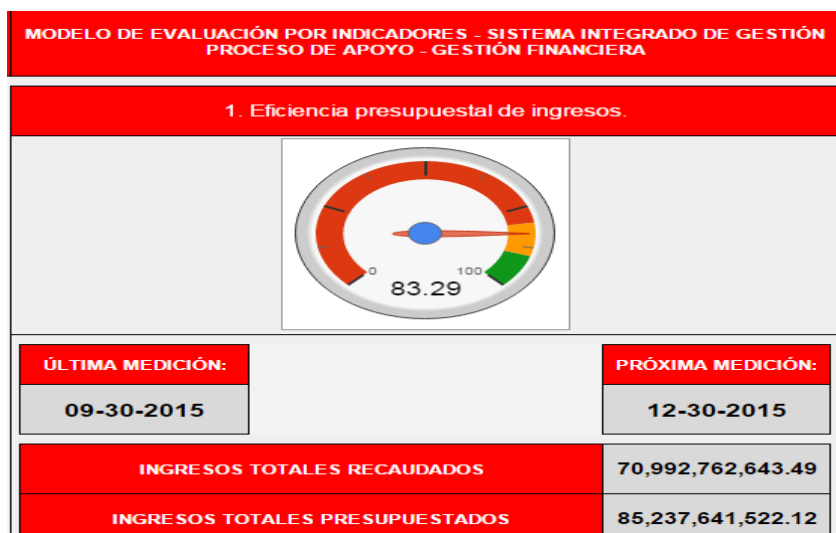 MODELO DE EVALUACIÓN POR INDICADORES - SISTEMA INTEGRADO DE GESTIÓN
PROCESO DE APOYO - GESTIÓN FINANCIERA
1. Eficiencia presupuestal de ingresos.
0
100
83.29
ÚLTIMA MEDICIÓN:
PRÓXIMA MEDICIÓN:
09-30-2015
12-30-2015
INGRESOS TOTALES RECAUDADOS
70,992,762,643.49
INGRESOS TOTALES PRESUPUESTADOS
85,237,641,522.12